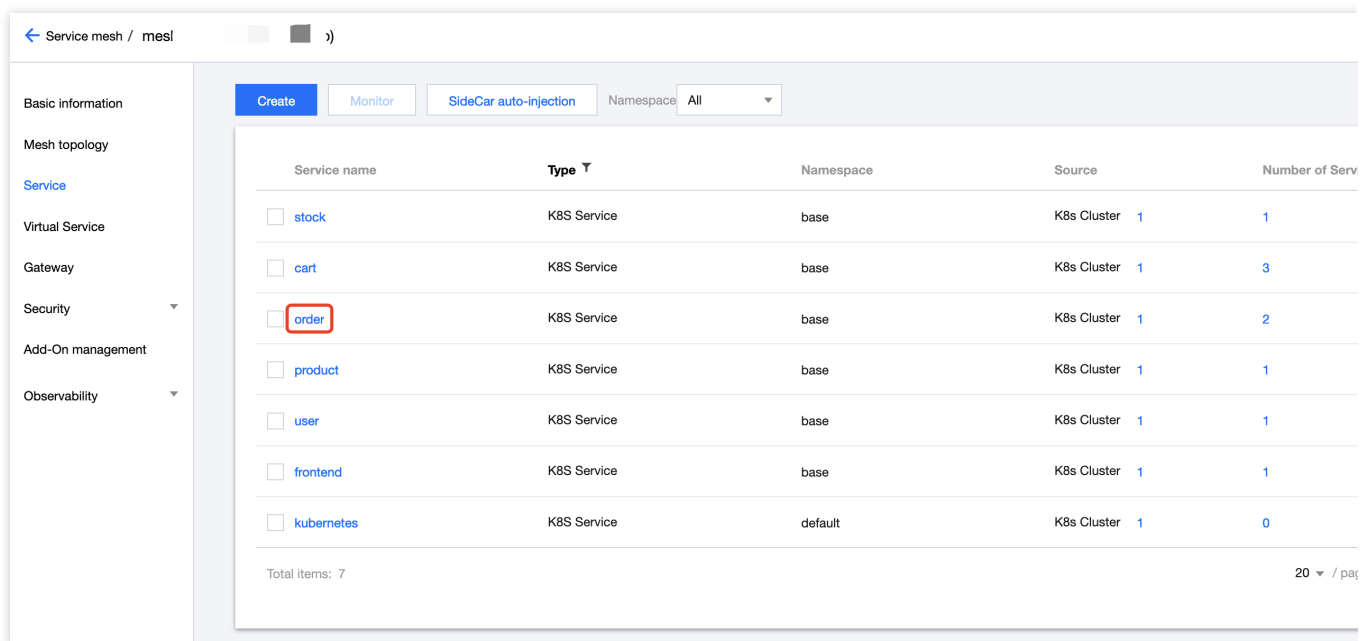 Service mesh / mesl
Basic information
Mesh topology
Service
Virtual Service
Gateway
Security
Add-On management
Observability
Create Monitor SideCar auto-injection Namespace All
Service name Type Namespace Source Number of Servi
stock K8S Service base K8s Cluster 1 1
cart K8S Service base K8s Cluster 1 3
order K8S Service base K8s Cluster 1 2
product K8S Service base K8s Cluster 1 1
user K8S Service base K8s Cluster 1 1
frontend K8S Service base K8s Cluster 1 1
kubernetes K8S Service default K8s Cluster 1 0
Total items: 7 20 / pag